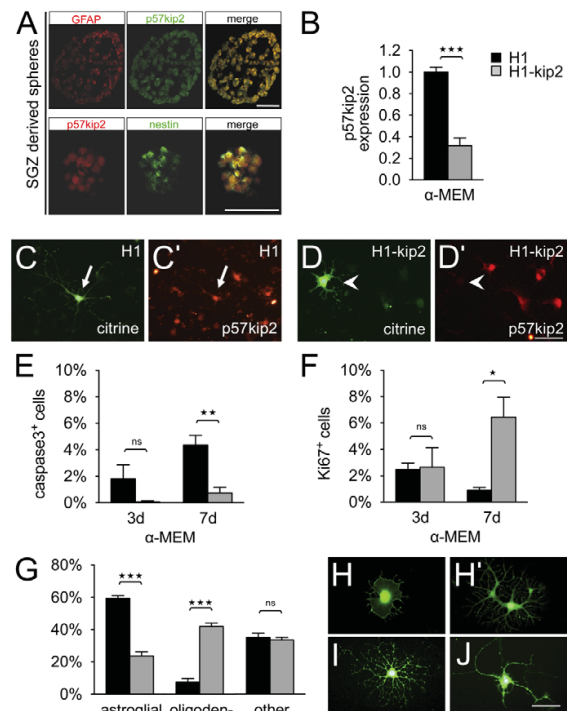 A
GFAP p57kip2 merge
SGZ derived spheres
p57kip2 nestin merge
B
p57kip2 expression
1.2
1.0
0.8
0.6
0.4
0.2
0.0
★★★
H1
H1-kip2
α-MEM
C H1
citrine
C' H1
p57kip2
D H1-kip2
citrine
D' H1-kip2
p57kip2
E
caspase3⁺ cells
10%
8%
6%
4%
2%
0%
ns
★★
3d 7d
α-MEM
F
Ki67⁺ cells
10%
8%
6%
4%
2%
0%
ns
★
3d 7d
α-MEM
G
80%
60%
40%
20%
0%
★★★ ★★★ ns
astroglial oligoden- other
H
H'
I
J